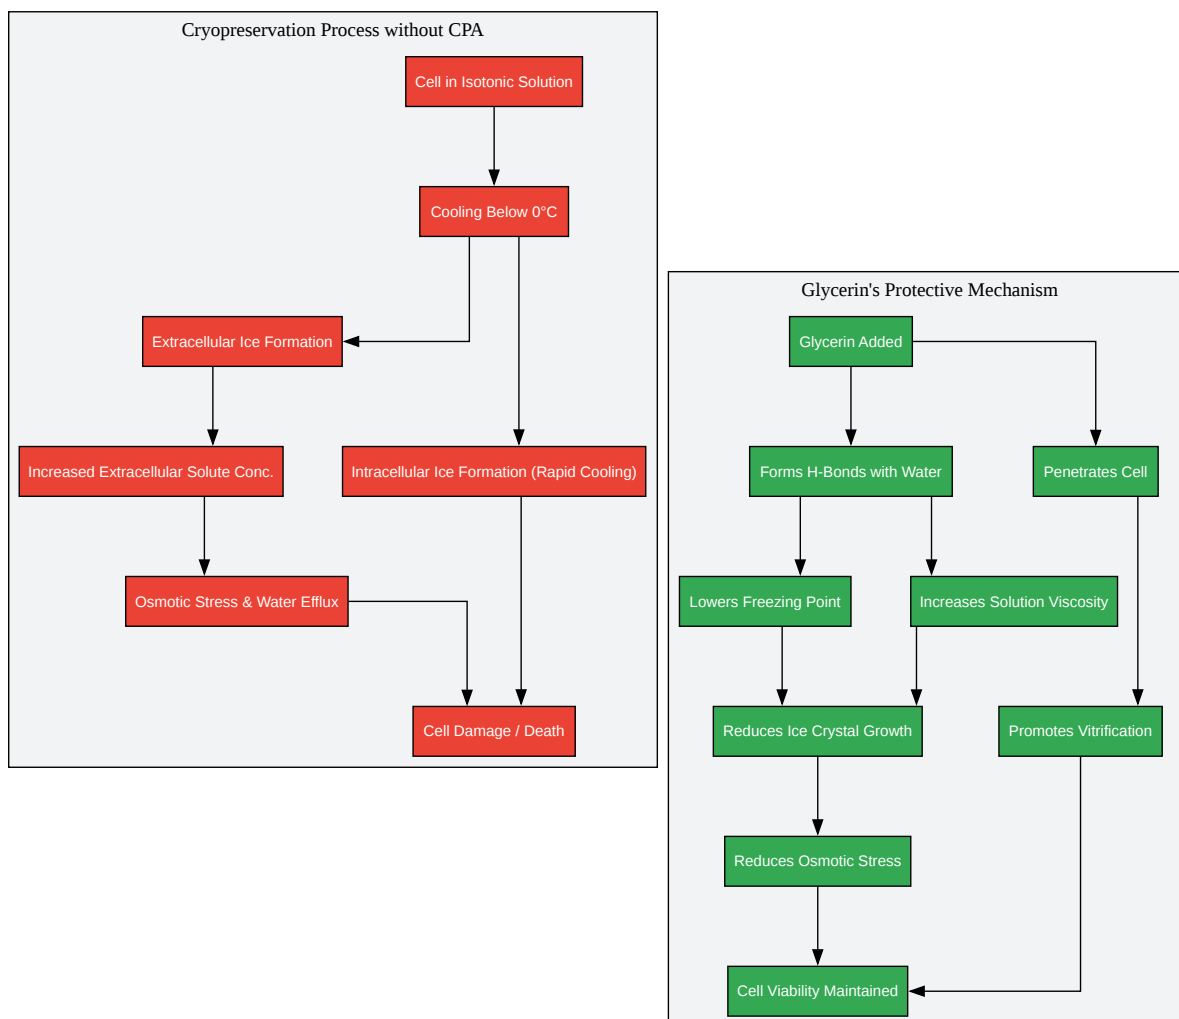 Cryopreservation Process without CPA
Cell in Isotonic Solution
Cooling Below 0°C
Extracellular Ice Formation
Increased Extracellular Solute Conc.
Intracellular Ice Formation (Rapid Cooling)
Osmotic Stress & Water Efflux
Cell Damage / Death
Glycerin's Protective Mechanism
Glycerin Added
Forms H-Bonds with Water
Penetrates Cell
Lowers Freezing Point
Increases Solution Viscosity
Reduces Ice Crystal Growth
Promotes Vitrification
Reduces Osmotic Stress
Cell Viability Maintained